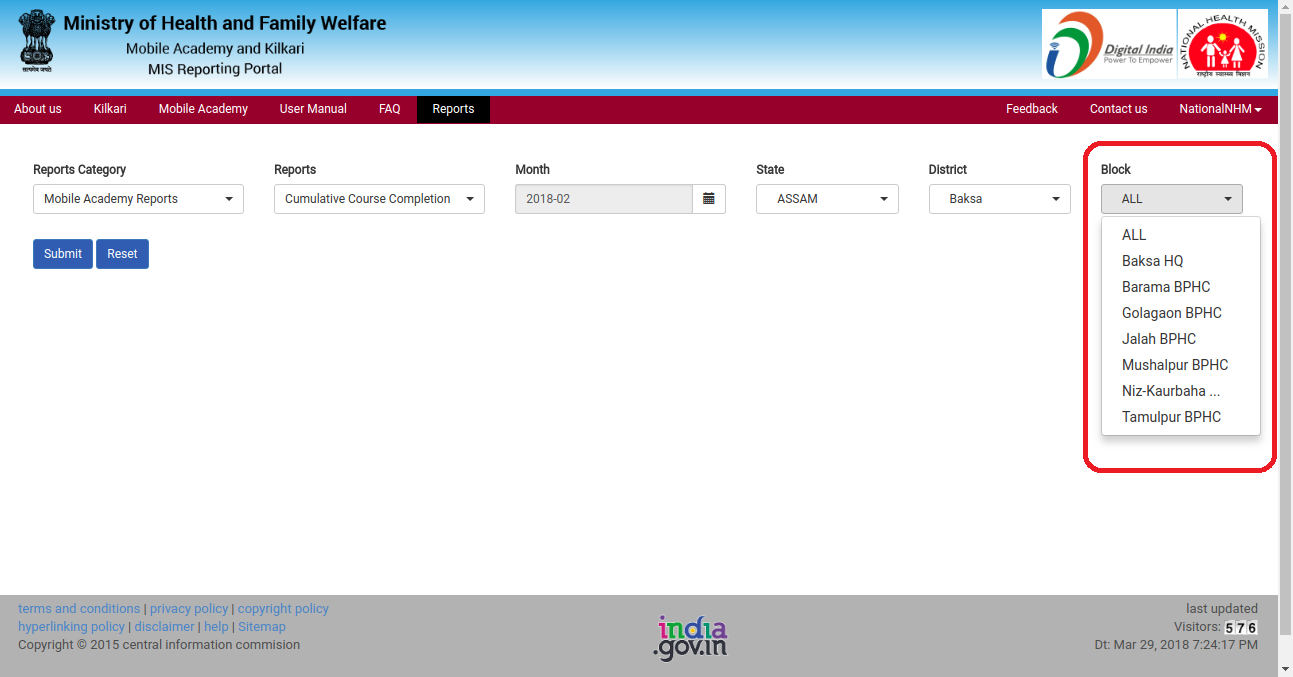 Ministry of Health and Family Welfare
Mobile Academy and Kilkari
MIS Reporting Portal
सत्यमेव जयते
Digital India
Power To Empower
NATIONAL HEALTH MISSION
राष्ट्रीय स्वास्थ्य मिशन
About us Kilkari Mobile Academy User Manual FAQ Reports Feedback Contact us NationalNHM
Reports Category Reports Month State District Block
Mobile Academy Reports Cumulative Course Completion 2018-02 ASSAM Baksa ALL
Submit Reset
ALL
Baksa HQ
Barama BPHC
Golagaon BPHC
Jalah BPHC
Mushalpur BPHC
Niz-Kaurbaha ...
Tamulpur BPHC
terms and conditions | privacy policy | copyright policy
hyperlinking policy | disclaimer | help | Sitemap
Copyright © 2015 central information commision
india
.gov.in
last updated
Visitors: 576
Dt: Mar 29, 2018 7:24:17 PM